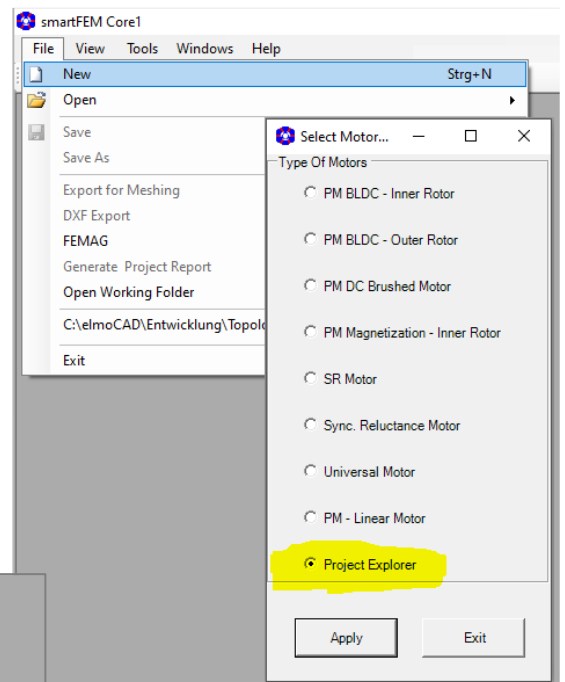 smartFEM Core1
File View Tools Windows Help
New Strg+N
Open
Save
Save As
Export for Meshing
DXF Export
FEMAG
Generate Project Report
Open Working Folder
C:\elmoCAD\Entwicklung\Topolo
Exit
Select Motor...
Type Of Motors
PM BLDC - Inner Rotor
PM BLDC - Outer Rotor
PM DC Brushed Motor
PM Magnetization - Inner Rotor
SR Motor
Sync. Reluctance Motor
Universal Motor
PM - Linear Motor
Project Explorer
Apply Exit